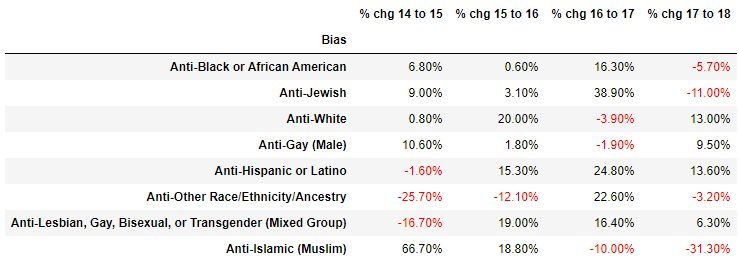 % chg 14 to 15 % chg 15 to 16 % chg 16 to 17 % chg 17 to 18
Bias
Anti-Black or African American 6.80% 0.60% 16.30% -5.70%
Anti-Jewish 9.00% 3.10% 38.90% -11.00%
Anti-White 0.80% 20.00% -3.90% 13.00%
Anti-Gay (Male) 10.60% 1.80% -1.90% 9.50%
Anti-Hispanic or Latino -1.60% 15.30% 24.80% 13.60%
Anti-Other Race/Ethnicity/Ancestry -25.70% -12.10% 22.60% -3.20%
Anti-Lesbian, Gay, Bisexual, or Transgender (Mixed Group) -16.70% 19.00% 16.40% 6.30%
Anti-Islamic (Muslim) 66.70% 18.80% -10.00% -31.30%